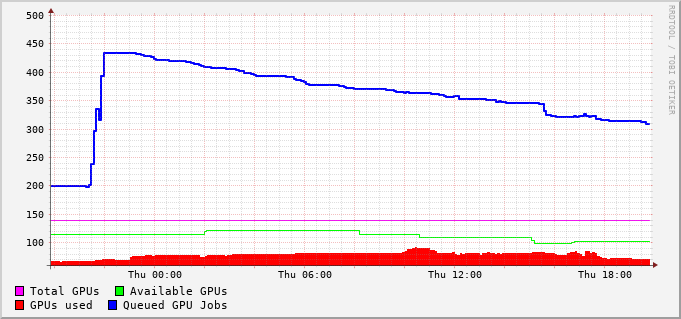 500
450
400
350
300
250
200
150
100
Thu 00:00 Thu 06:00 Thu 12:00 Thu 18:00
Total GPUs Available GPUs
GPUs used Queued GPU Jobs
RRDTOOL / TOBI OETIKER